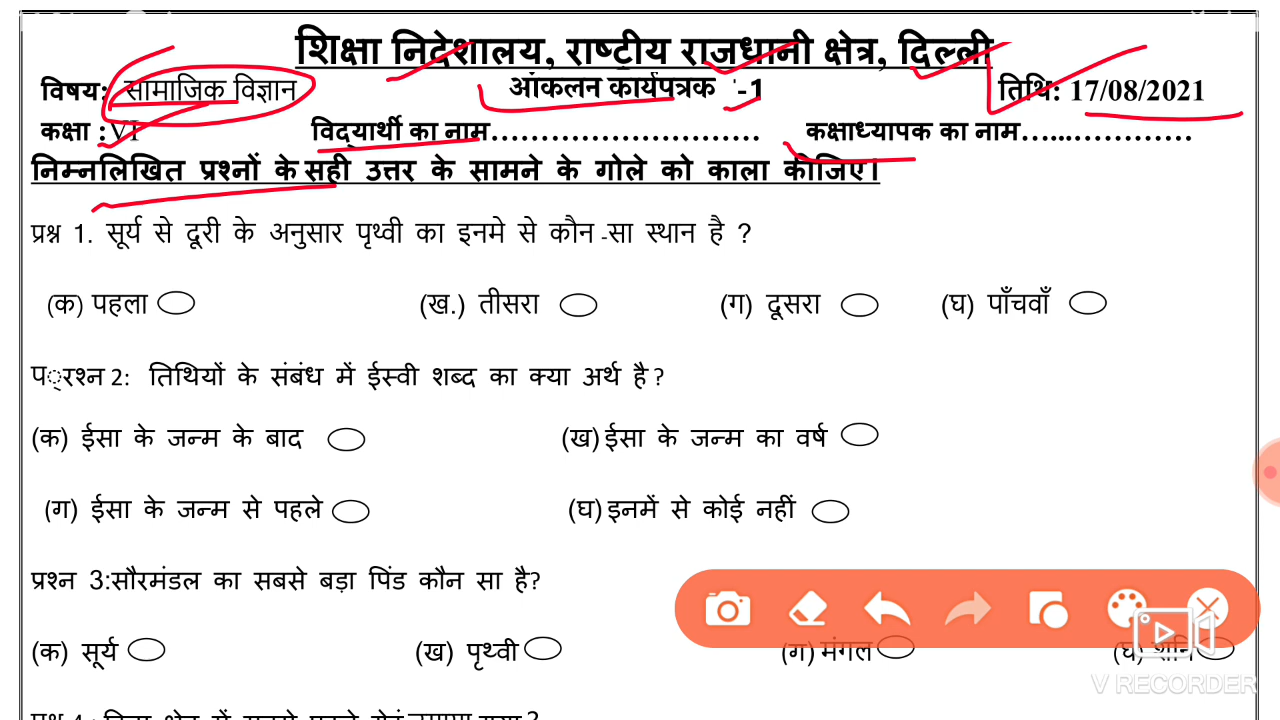 शिक्षा निदेशालय, राष्ट्रीय राजधानी क्षेत्र, दिल्ली
विषय: सामाजिक विज्ञान आकलन कार्यपत्रक -1 तिथि: 17/08/2021
कक्षा :VI विद्यार्थी का नाम........................... कक्षाध्यापक का नाम..................
निम्नलिखित प्रश्नों के सही उत्तर के सामने के गोले को काला कीजिए।
प्रश्न 1. सूर्य से दूरी के अनुसार पृथ्वी का इनमे से कौन -सा स्थान है ?
(क) पहला (ख.) तीसरा (ग) दूसरा (घ) पाँचवाँ
प्रश्न 2: तिथियों के संबंध में ईस्वी शब्द का क्या अर्थ है?
(क) ईसा के जन्म के बाद (ख) ईसा के जन्म का वर्ष
(ग) ईसा के जन्म से पहले (घ) इनमें से कोई नहीं
प्रश्न 3:सौरमंडल का सबसे बड़ा पिंड कौन सा है?
(क) सूर्य (ख) पृथ्वी (ग) मंगल (घ) शनि
V RECORDER